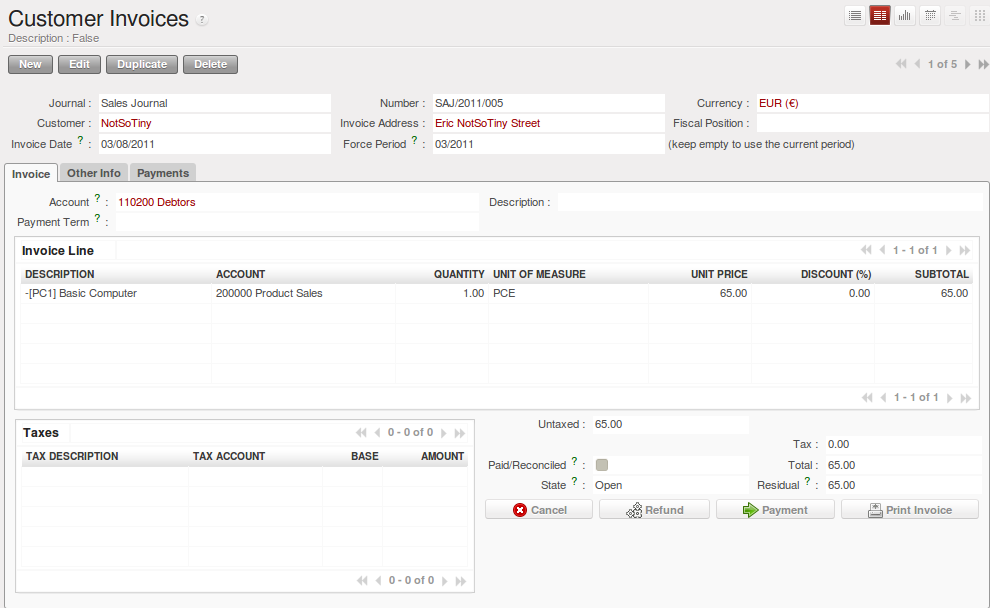 Customer Invoices ?
Description : False
New Edit Duplicate Delete 1 of 5
Journal : Sales Journal Number : SAJ/2011/005 Currency : EUR (€)
Customer : NotSoTiny Invoice Address : Eric NotSoTiny Street Fiscal Position :
Invoice Date ? : 03/08/2011 Force Period ? : 03/2011 (keep empty to use the current period)
Invoice Other Info Payments
Account ? : 110200 Debtors Description :
Payment Term ? :
Invoice Line 1 - 1 of 1
DESCRIPTION ACCOUNT QUANTITY UNIT OF MEASURE UNIT PRICE DISCOUNT (%) SUBTOTAL
-[PC1] Basic Computer 200000 Product Sales 1.00 PCE 65.00 0.00 65.00
1 - 1 of 1
Taxes 0 - 0 of 0
TAX DESCRIPTION TAX ACCOUNT BASE AMOUNT
0 - 0 of 0
Untaxed : 65.00
Tax : 0.00
Paid/Reconciled ? : Total : 65.00
State ? : Open Residual ? : 65.00
Cancel Refund Payment Print Invoice